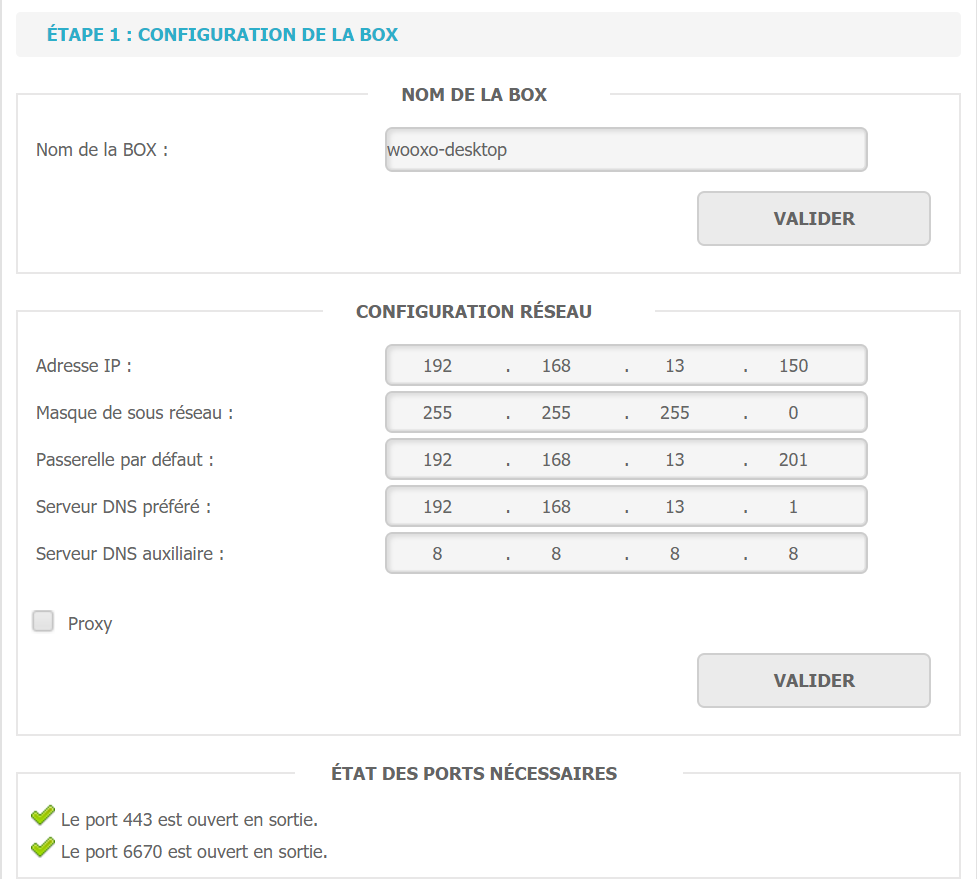 ÉTAPE 1 : CONFIGURATION DE LA BOX
NOM DE LA BOX
Nom de la BOX : wooxo-desktop
VALIDER
CONFIGURATION RÉSEAU
Adresse IP : 192 . 168 . 13 . 150
Masque de sous réseau : 255 . 255 . 255 . 0
Passerelle par défaut : 192 . 168 . 13 . 201
Serveur DNS préféré : 192 . 168 . 13 . 1
Serveur DNS auxiliaire : 8 . 8 . 8 . 8
Proxy
VALIDER
ÉTAT DES PORTS NÉCESSAIRES
Le port 443 est ouvert en sortie.
Le port 6670 est ouvert en sortie.